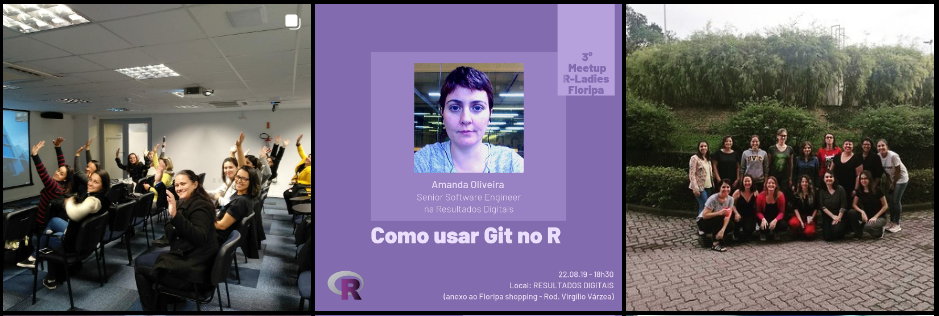 3º
Meetup
R-Ladies
Floripa
Amanda Oliveira
Senior Software Engineer
na Resultados Digitais
Como usar Git no R
R
22.08.19 - 18h30
Local: RESULTADOS DIGITAIS
(anexo ao Floripa shopping - Rod. Virgílio Várzea)